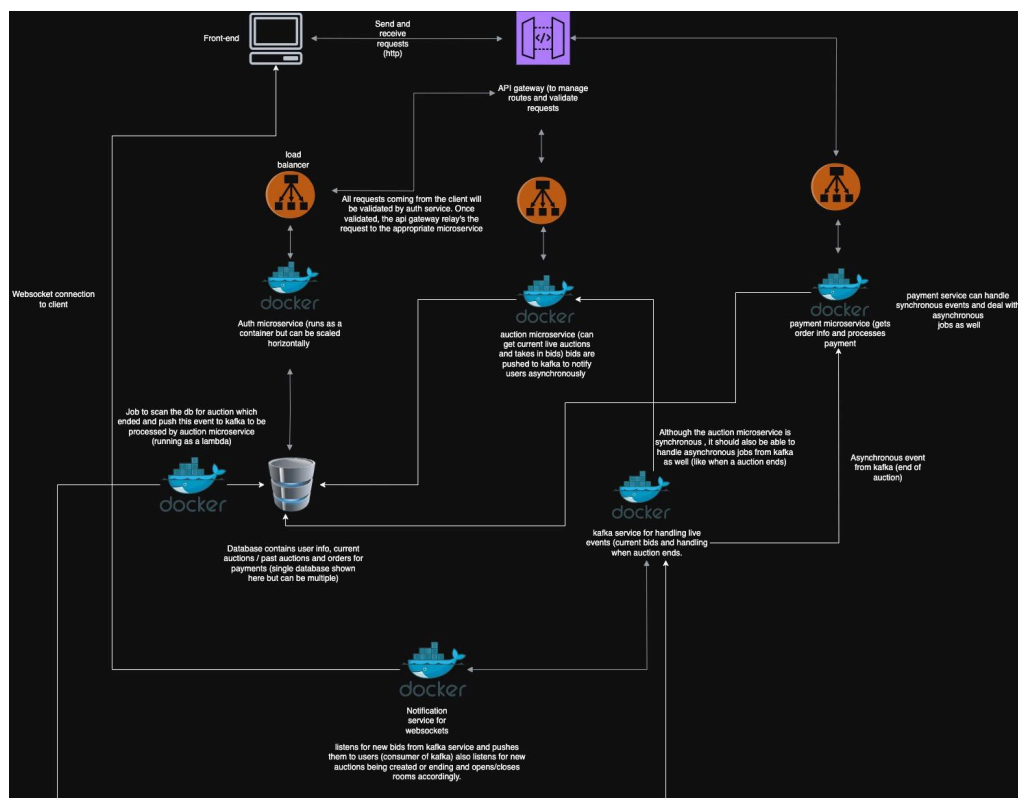 Front-end
Send and
receive
requests
(http)
API gateway (to manage
routes and validate
requests
load
balancer
All requests coming from the client will
be validated by auth service. Once
validated, the api gateway relay's the
request to the appropriate microservice
Websocket connection
to client
docker
Auth microservice (runs as a
container but can be scaled
horizontally
docker
auction microservice (can
get current live auctions
and takes in bids) bids are
pushed to kafka to notify
users asynchronously
docker
payment microservice (gets
order info and processes
payment
payment service can handle
synchronous events and deal with
asynchronous
jobs as well
Job to scan the db for auction which
ended and push this event to kafka to be
processed by auction microservice
(running as a lambda)
docker
Although the auction microservice is
synchronous , it should also be able to
handle asynchronous jobs from kafka
as well (like when a auction ends)
Asynchronous event
from kafka (end of
auction)
docker
kafka service for handling live
events (current bids and handling
when auction ends.
Database contains user info, current
auctions / past auctions and orders for
payments (single database shown
here but can be multiple)
docker
Notification
service for
websockets
listens for new bids from kafka service and pushes
them to users (consumer of kafka) also listens for new
auctions being created or ending and opens/closes
rooms accordingly.